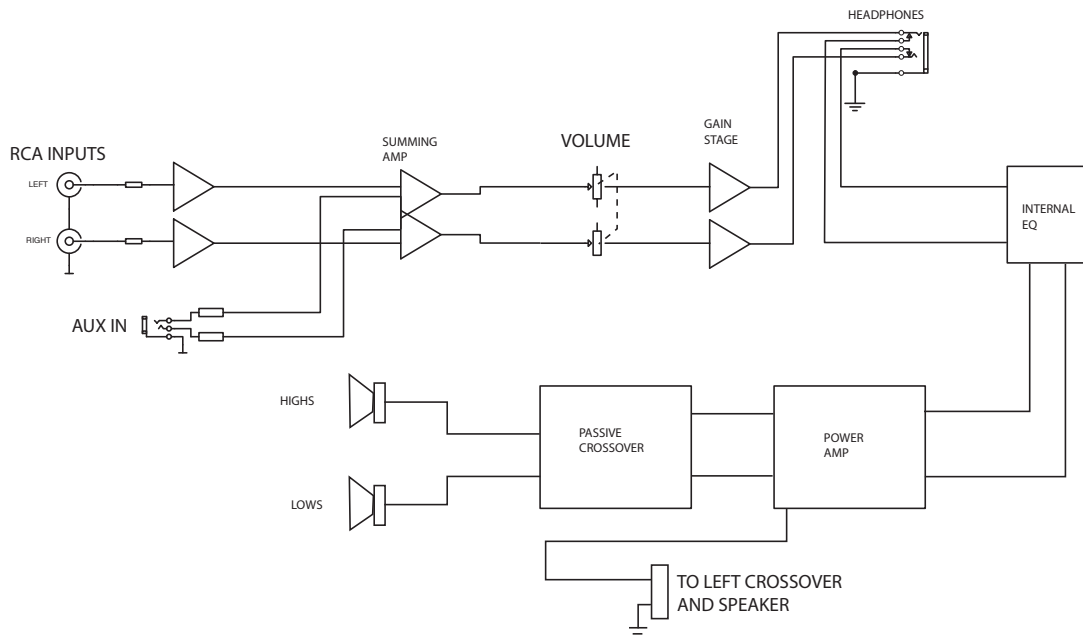 HEADPHONES
GAIN
STAGE
VOLUME
SUMMING
AMP
RCA INPUTS
LEFT
RIGHT
INTERNAL
EQ
AUX IN
HIGHS
PASSIVE
CROSSOVER
POWER
AMP
LOWS
TO LEFT CROSSOVER
AND SPEAKER